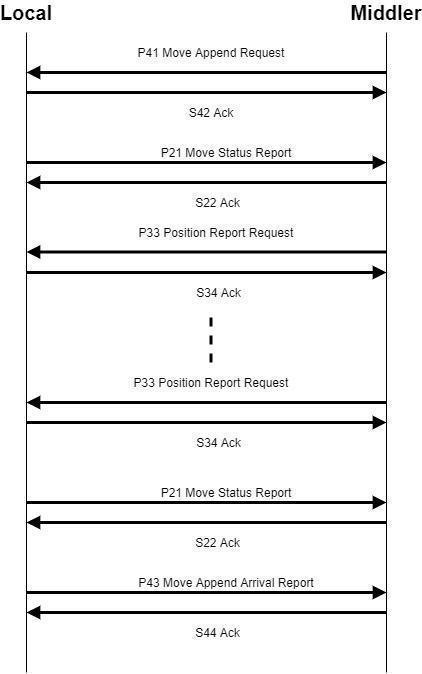 Local Middler
P41 Move Append Request
S42 Ack
P21 Move Status Report
S22 Ack
P33 Position Report Request
S34 Ack
P33 Position Report Request
S34 Ack
P21 Move Status Report
S22 Ack
P43 Move Append Arrival Report
S44 Ack